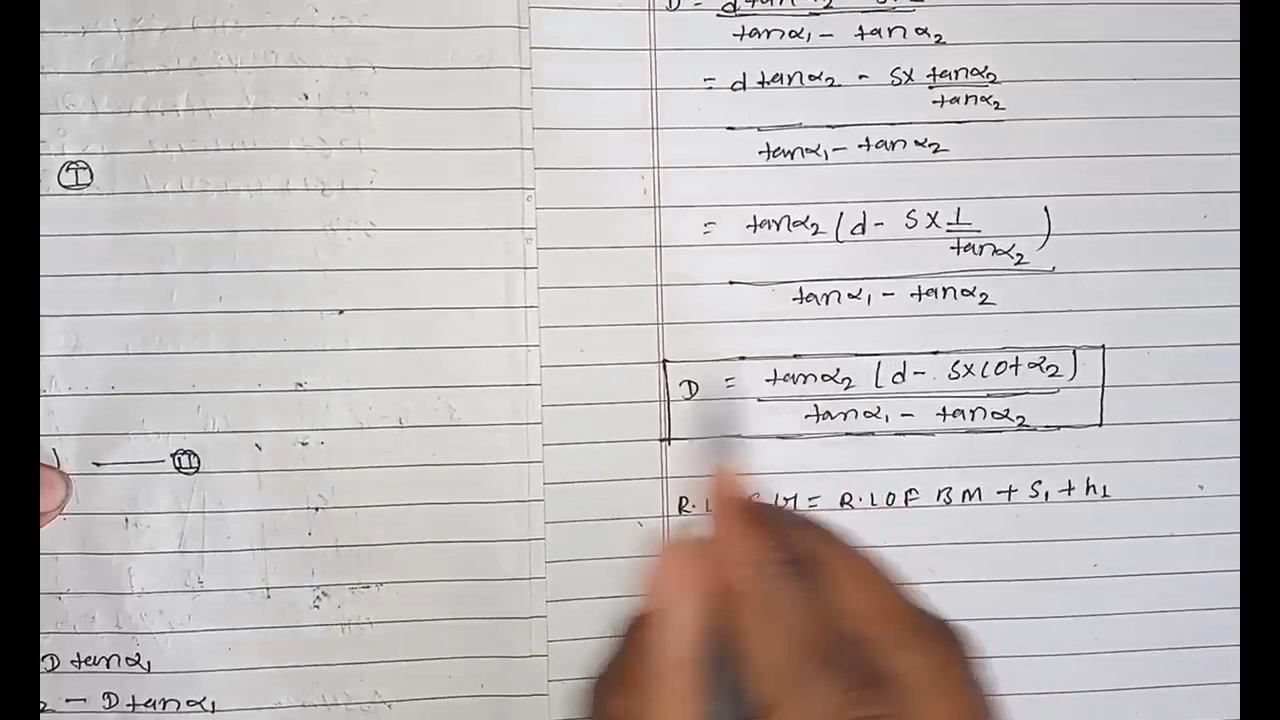 Ⓘ
— Ⓘ Ⓘ
D tanα₁
₂ - D tanα₁
tanα₁ - tanα₂
= d tanα₂ - S x tanα₂
tanα₂
tanα₁ - tanα₂
= tanα₂ (d - S x 1
tanα₂ )
tanα₁ - tanα₂
D = tanα₂ (d - S x cot α₂)
tanα₁ - tanα₂
= R.L OF BM + S₁ + h₁